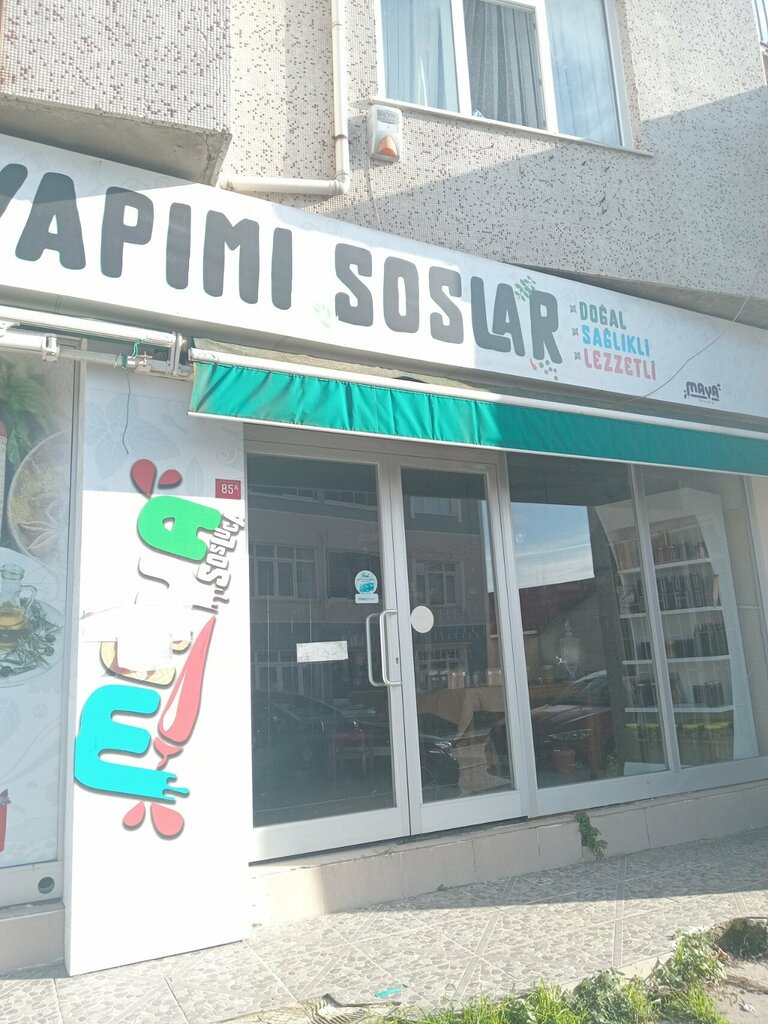 YAPIMI SOSLAR
DOĞAL
SAĞLIKLI
LEZZETLİ
MAYA
85A